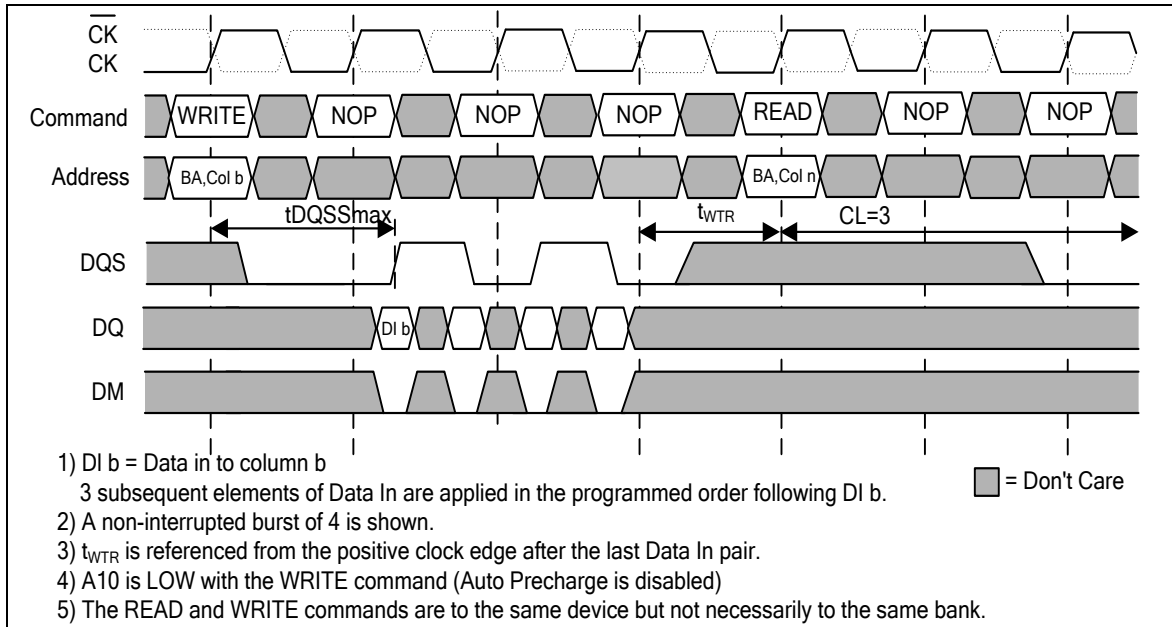 CK
CK
Command WRITE NOP NOP NOP READ NOP NOP
Address BA,Col b BA,Col n
tDQSSmax tWTR CL=3
DQS
DQ DI b
DM
1) DI b = Data in to column b
3 subsequent elements of Data In are applied in the programmed order following DI b.
= Don't Care
2) A non-interrupted burst of 4 is shown.
3) tWTR is referenced from the positive clock edge after the last Data In pair.
4) A10 is LOW with the WRITE command (Auto Precharge is disabled)
5) The READ and WRITE commands are to the same device but not necessarily to the same bank.